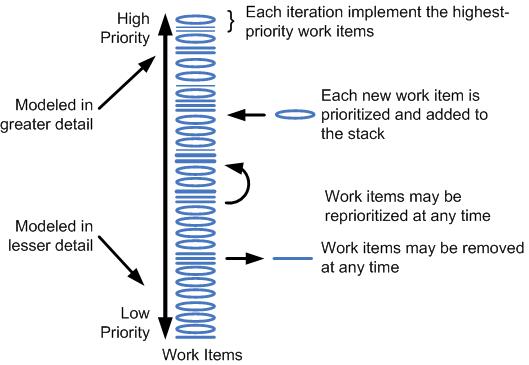 High
Priority
Each iteration implement the highest-
priority work items
Modeled in
greater detail
Each new work item is
prioritized and added to
the stack
Work items may be
reprioritized at any time
Modeled in
lesser detail
Work items may be removed
at any time
Low
Priority
Work Items